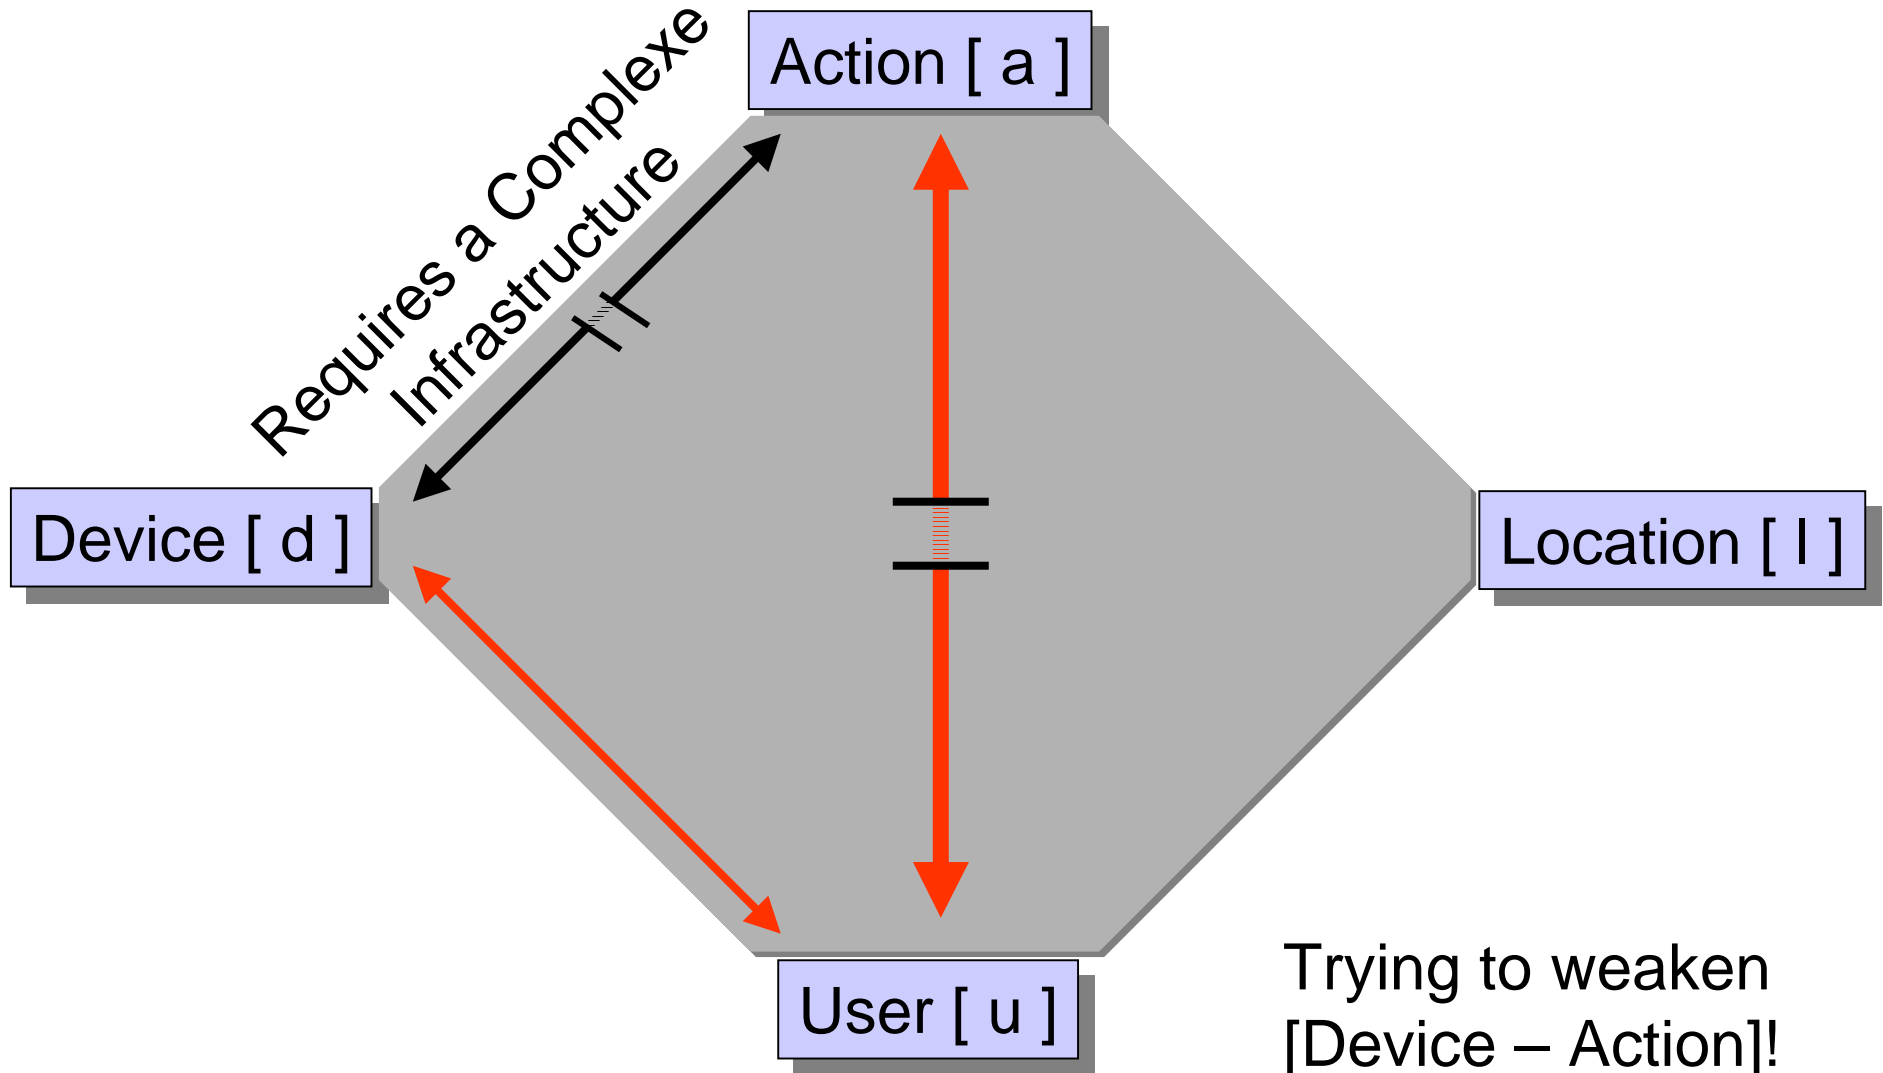 Action [ a ]
Requires a Complexe
Infrastructure
Device [ d ]
Location [ l ]
User [ u ]
Trying to weaken
[Device – Action]!